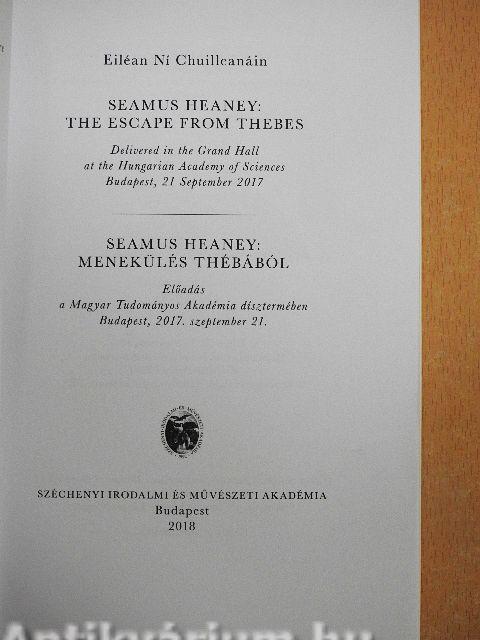 Eiléan Ní Chuilleanáin
SEAMUS HEANEY:
THE ESCAPE FROM THEBES
Delivered in the Grand Hall
at the Hungarian Academy of Sciences
Budapest, 21 September 2017
SEAMUS HEANEY:
MENEKÜLÉS THÉBÁBÓL
Előadás
a Magyar Tudományos Akadémia dísztermében
Budapest, 2017. szeptember 21.
SZÉCHENYI IRODALMI ÉS MŰVÉSZETI AKADÉMIA
Budapest
2018
Antikvárium.hu